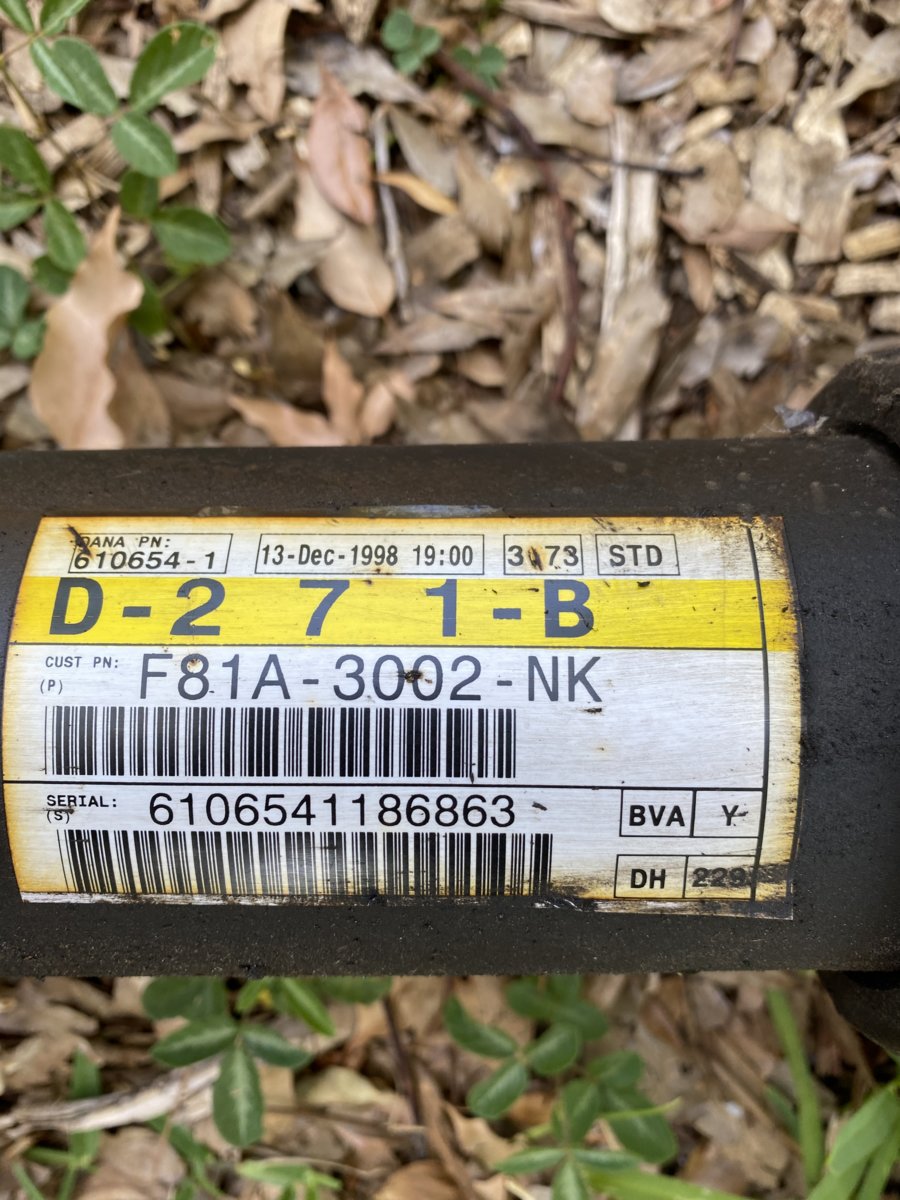 DANA PN:
610654-1 13-Dec-1998 19:00 3.73 STD
D-2 7 1-B
CUST PN:
(P) F81A-3002-NK
SERIAL:
(S) 6106541186863 BVA Y
DH 229